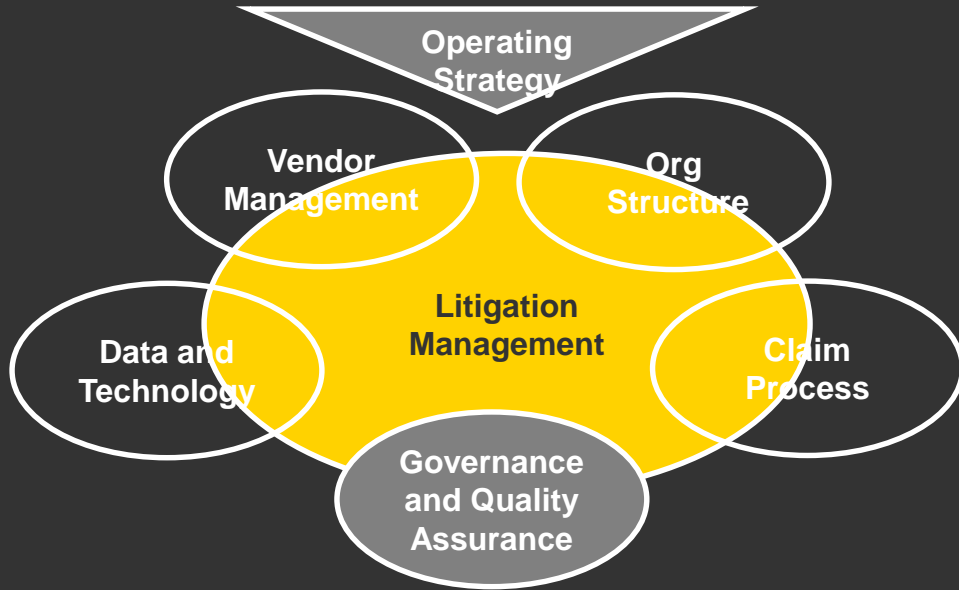 Operating
Strategy
Vendor
Management
Org
Structure
Litigation
Management
Data and
Technology
Claim
Process
Governance
and Quality
Assurance